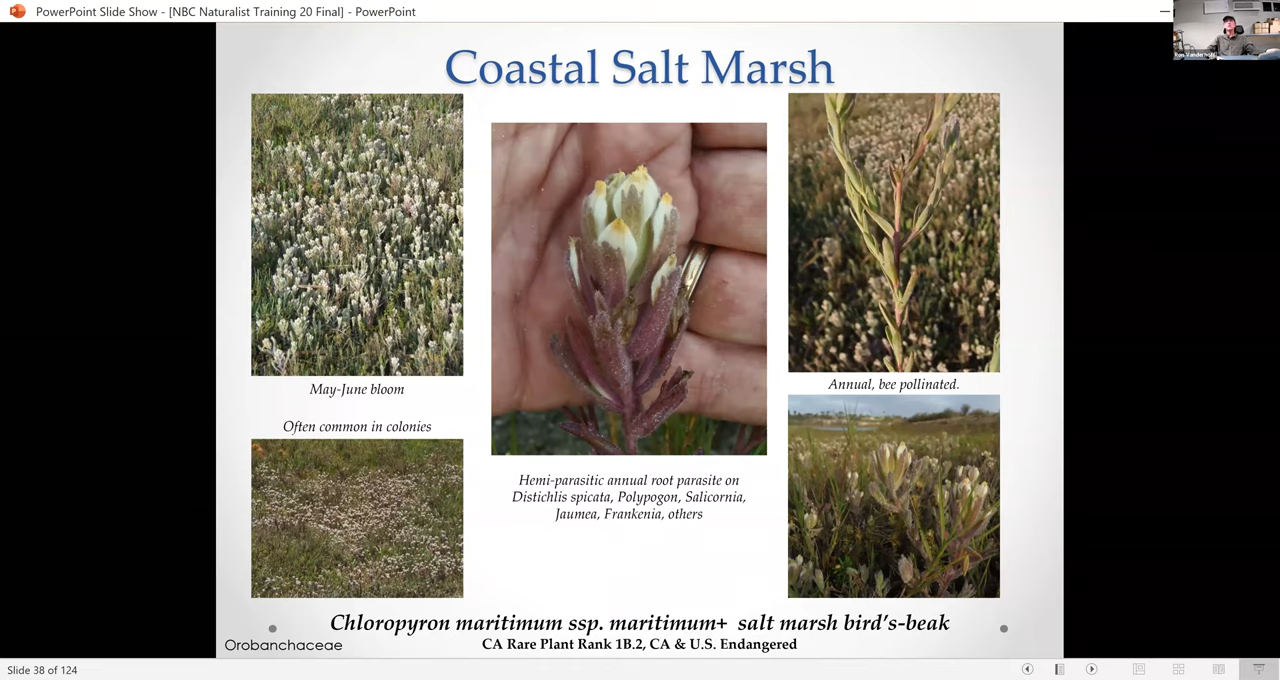 PowerPoint Slide Show - [NBC Naturalist Training 20 Final] - PowerPoint
Coastal Salt Marsh
May-June bloom
Often common in colonies
Hemi-parasitic annual root parasite on
Distichlis spicata, Polypogon, Salicornia,
Jaumea, Frankenia, others
Annual, bee pollinated.
Chloropyron maritimum ssp. maritimum+ salt marsh bird's-beak
Orobanchaceae
CA Rare Plant Rank 1B.2, CA & U.S. Endangered
Slide 38 of 124